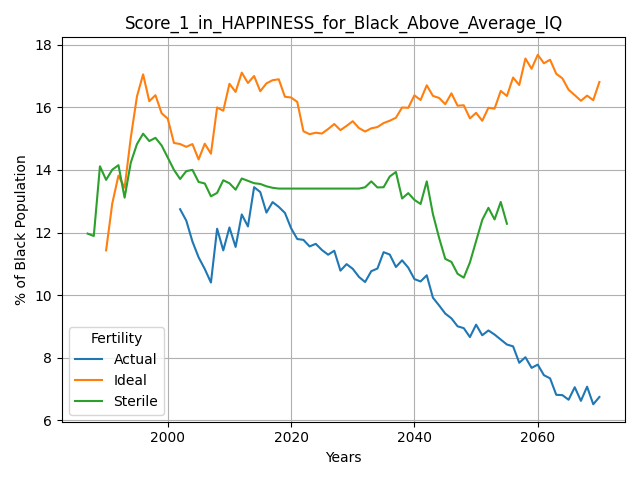 Score_1_in_HAPPINESS_for_Black_Above_Average_IQ
18
16
14
12
10
8
6
% of Black Population
Fertility
Actual
Ideal
Sterile
2000
2020
2040
2060
Years